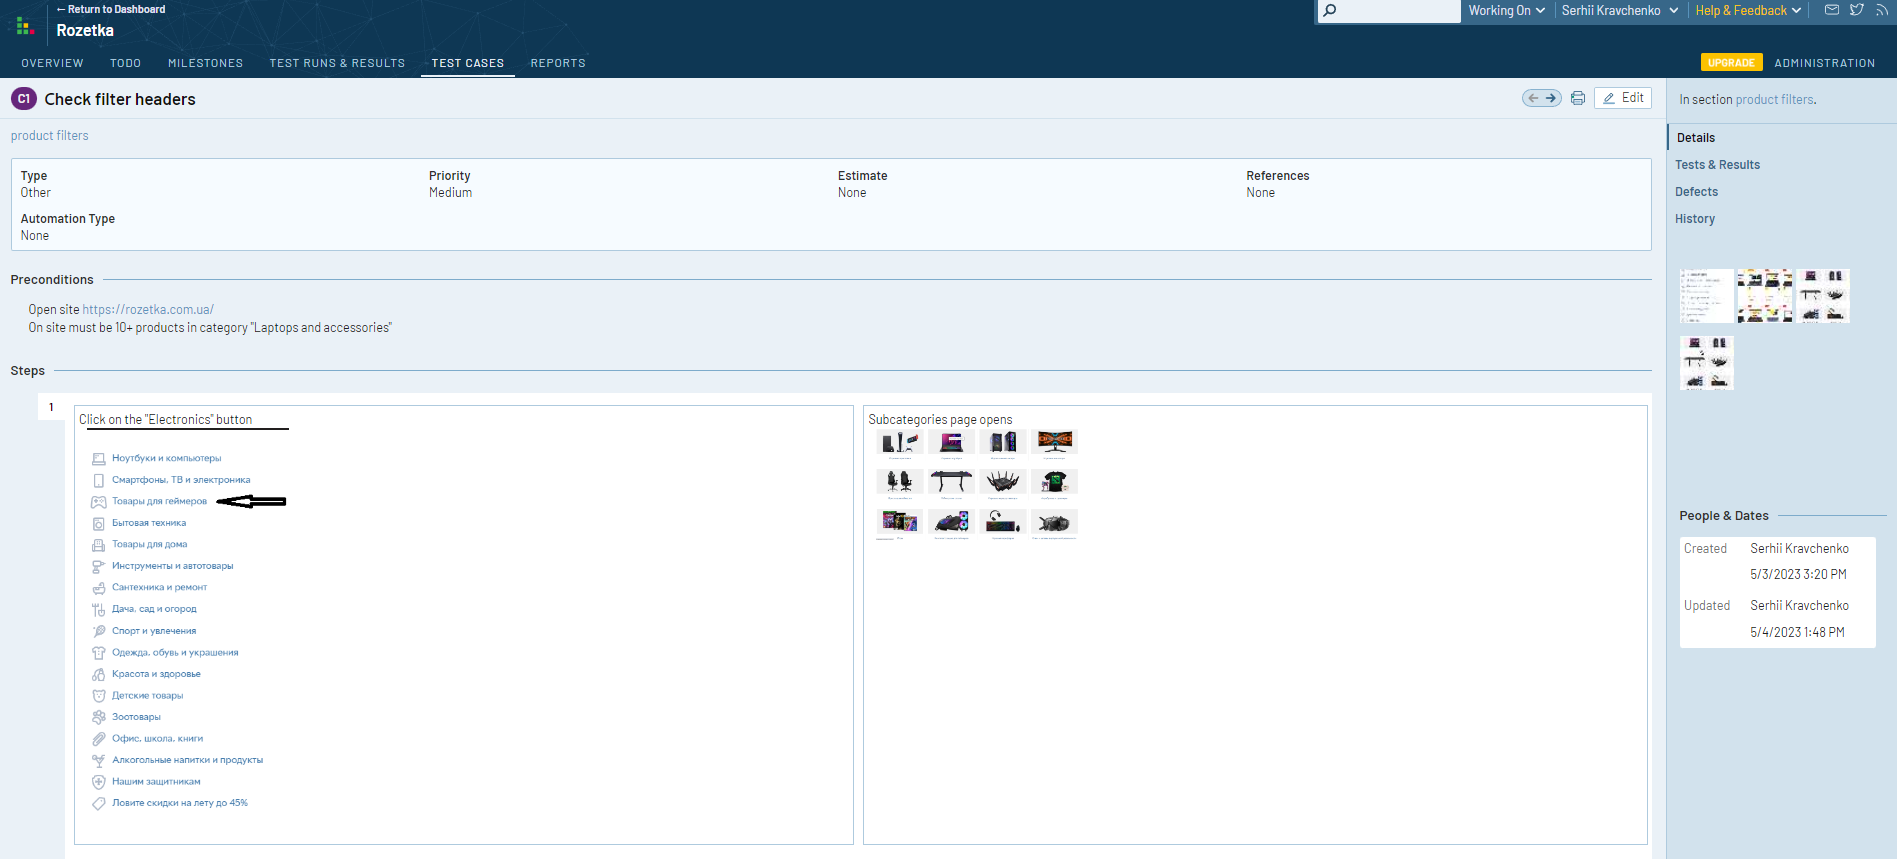 ← Return to Dashboard
Rozetka
Working On
Serhii Kravchenko
Help & Feedback
OVERVIEW
TODO
MILESTONES
TEST RUNS & RESULTS
TEST CASES
REPORTS
UPGRADE
ADMINISTRATION
C1 Check filter headers
Edit
In section product filters.
product filters
Details
Tests & Results
Defects
History
Type
Other
Priority
Medium
Estimate
None
References
None
Automation Type
None
Preconditions
Open site https://rozetka.com.ua/
On site must be 10+ products in category "Laptops and accessories"
Steps
1
Click on the "Electronics" button
Ноутбуки и компьютеры
Смартфоны, ТВ и электроника
Товары для геймеров
Бытовая техника
Товары для дома
Инструменты и автотовары
Сантехника и ремонт
Дача, сад и огород
Спорт и увлечения
Одежда, обувь и украшения
Красота и здоровье
Детские товары
Зоотовары
Офис, школа, книги
Алкогольные напитки и продукты
Нашим защитникам
Ловите скидки на лету до 45%
Subcategories page opens
People & Dates
Created
Serhii Kravchenko
5/3/2023 3:20 PM
Updated
Serhii Kravchenko
5/4/2023 1:48 PM